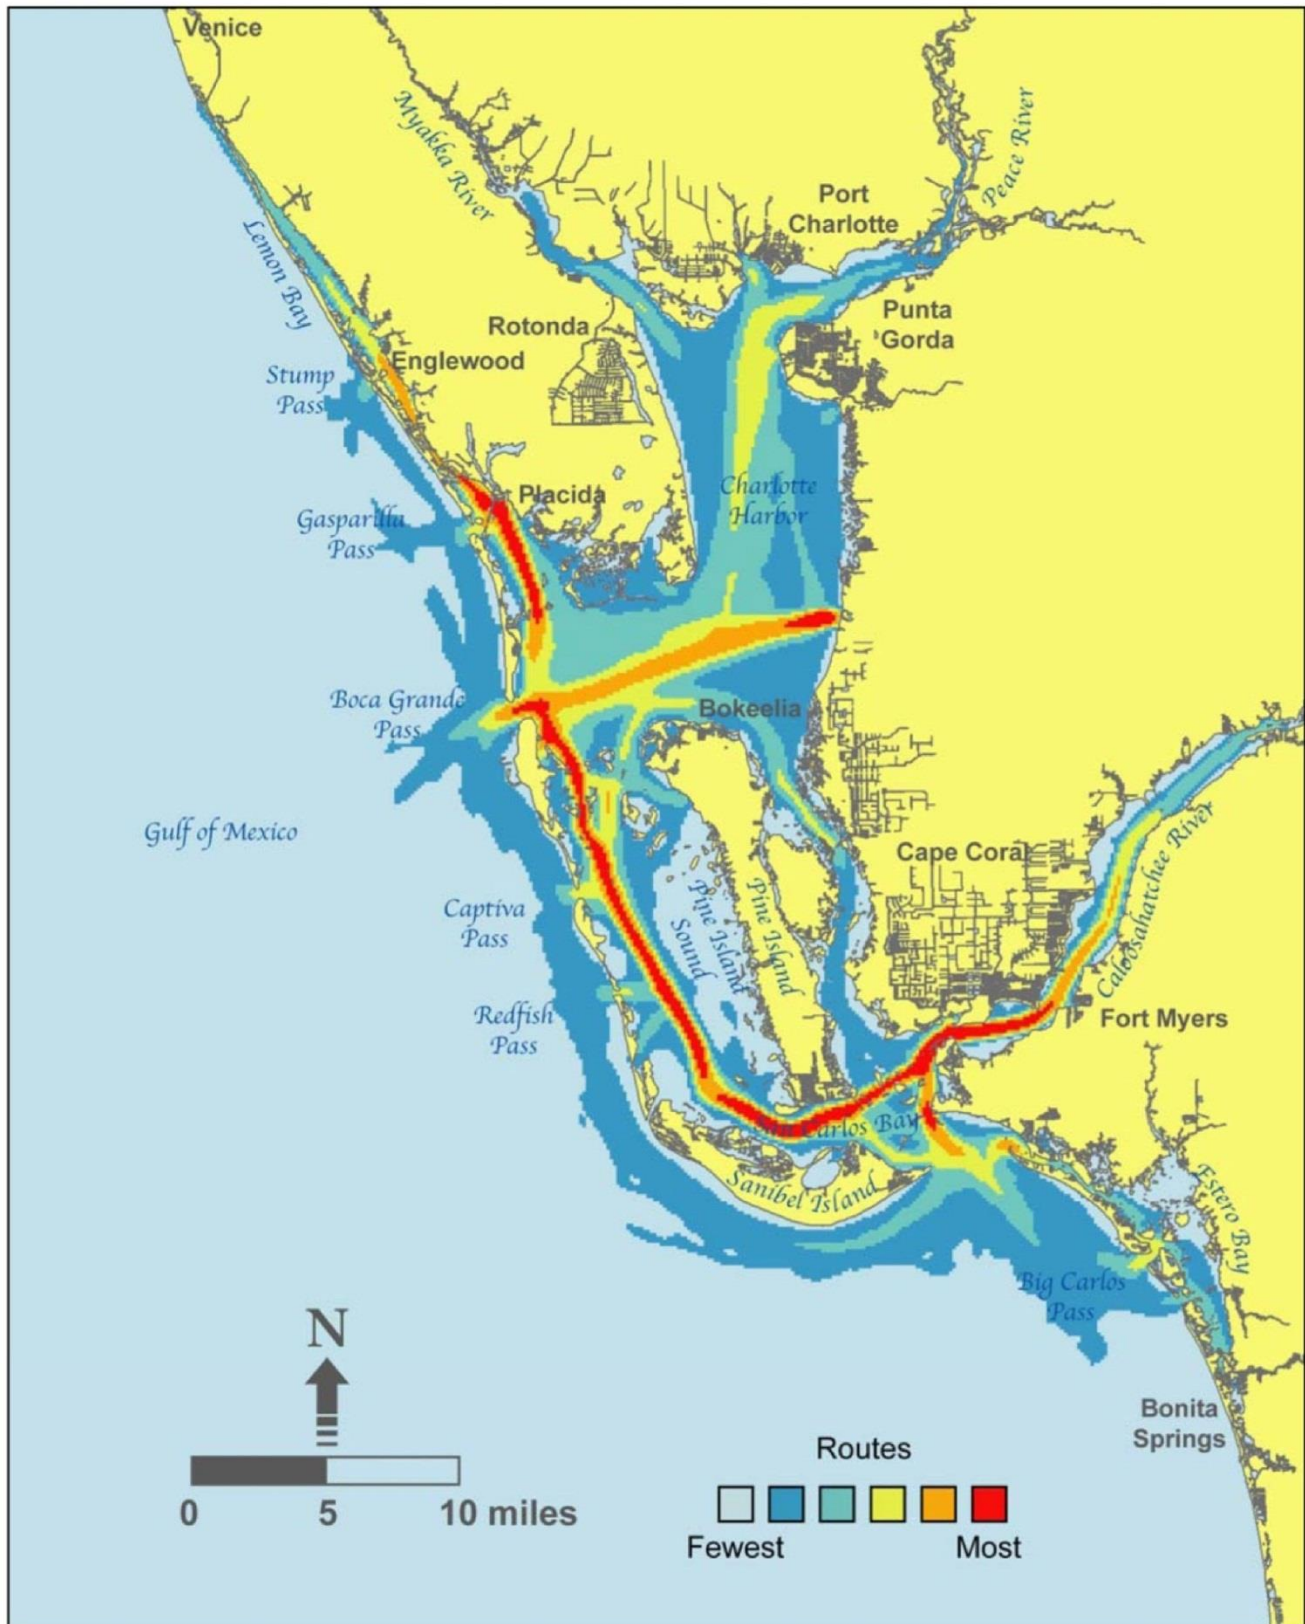 Venice
Myakka River
Peace River
Port
Charlotte
Lemon Bay
Punta
Gorda
Rotonda
Englewood
Stump
Pass
Placida
Charlotte
Harbor
Gasparilla
Pass
Boca Grande
Pass
Bokeelia
Gulf of Mexico
Cape Coral
Caloosahatchee River
Captiva
Pass
Pine Island
Sound
Pine Island
Redfish
Pass
Fort Myers
San Carlos Bay
Sanibel Island
Estero Bay
Big Carlos
Pass
N
Bonita
Springs
0 5 10 miles
Routes
Fewest Most